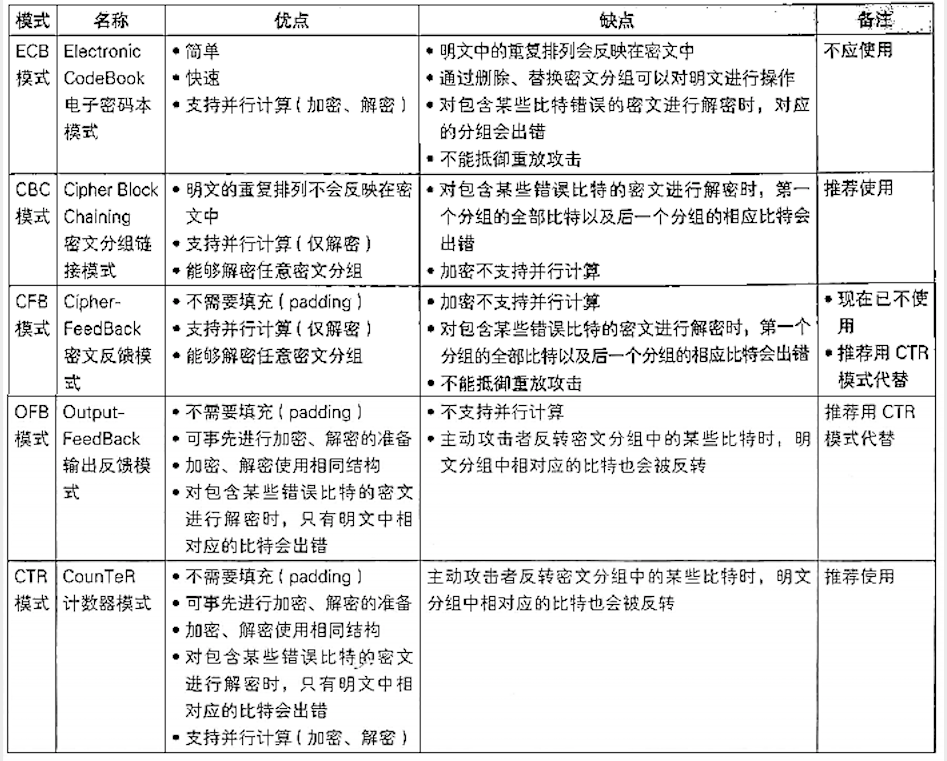 模式 名称 优点 缺点 备注
ECB
模式
Electronic
CodeBook
电子密码本
模式
• 简单
• 快速
• 支持并行计算（加密、解密）
• 明文中的重复排列会反映在密文中
• 通过删除、替换密文分组可以对明文进行操作
• 对包含某些比特错误的密文进行解密时，对应
的分组会出错
• 不能抵御重放攻击
不应使用
CBC
模式
Cipher Block
Chaining
密文分组链
接模式
• 明文的重复排列不会反映在密
文中
• 支持并行计算（仅解密）
• 能够解密任意密文分组
• 对包含某些错误比特的密文进行解密时，第一
个分组的全部比特以及后一个分组的相应比特会
出错
• 加密不支持并行计算
推荐使用
CFB
模式
Cipher-
FeedBack
密文反馈模
式
• 不需要填充（padding）
• 支持并行计算（仅解密）
• 能够解密任意密文分组
• 加密不支持并行计算
• 对包含某些错误比特的密文进行解密时，第一个
分组的全部比特以及后一个分组的相应比特会出错
• 不能抵御重放攻击
• 现在已不使
用
• 推荐用 CTR
模式代替
OFB
模式
Output-
FeedBack
输出反馈模
式
• 不需要填充（padding）
• 可事先进行加密、解密的准备
• 加密、解密使用相同结构
• 对包含某些错误比特的密文
进行解密时，只有明文中相
对应的比特会出错
• 不支持并行计算
• 主动攻击者反转密文分组中的某些比特时，明
文分组中相对应的比特也会被反转
推荐用 CTR
模式代替
CTR
模式
CounTeR
计数器模式
• 不需要填充（padding）
• 可事先进行加密、解密的准备
• 加密、解密使用相同结构
• 对包含某些错误比特的密文
进行解密时，只有明文中相
对应的比特会出错
• 支持并行计算（加密、解密）
主动攻击者反转密文分组中的某些比特时，明文
分组中相对应的比特也会被反转
推荐使用